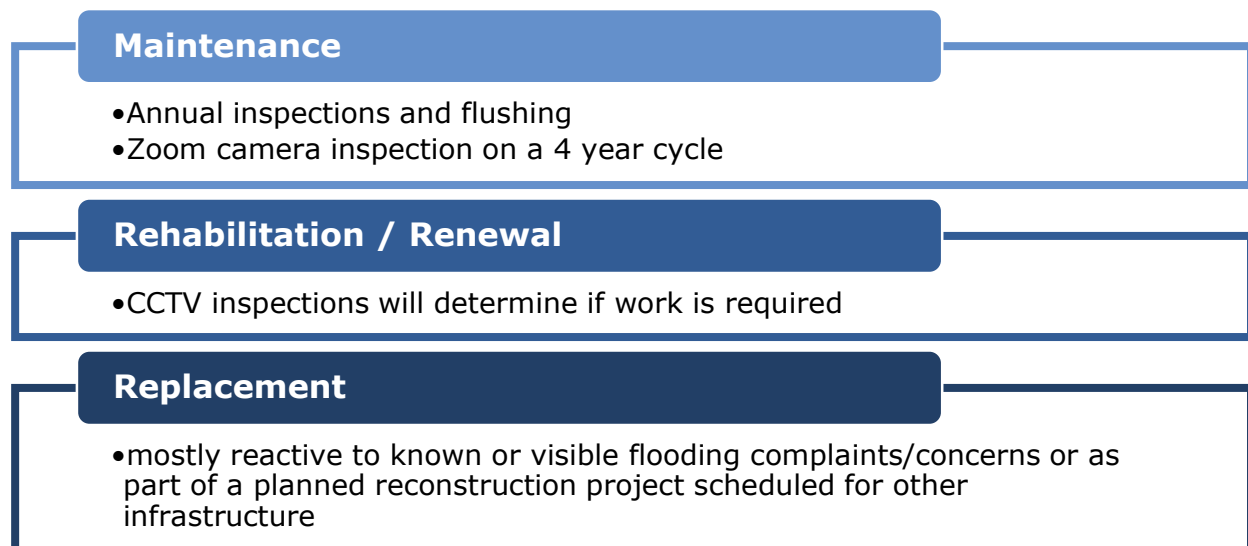 Maintenance
•Annual inspections and flushing
•Zoom camera inspection on a 4 year cycle
Rehabilitation / Renewal
•CCTV inspections will determine if work is required
Replacement
•mostly reactive to known or visible flooding complaints/concerns or as
part of a planned reconstruction project scheduled for other
infrastructure